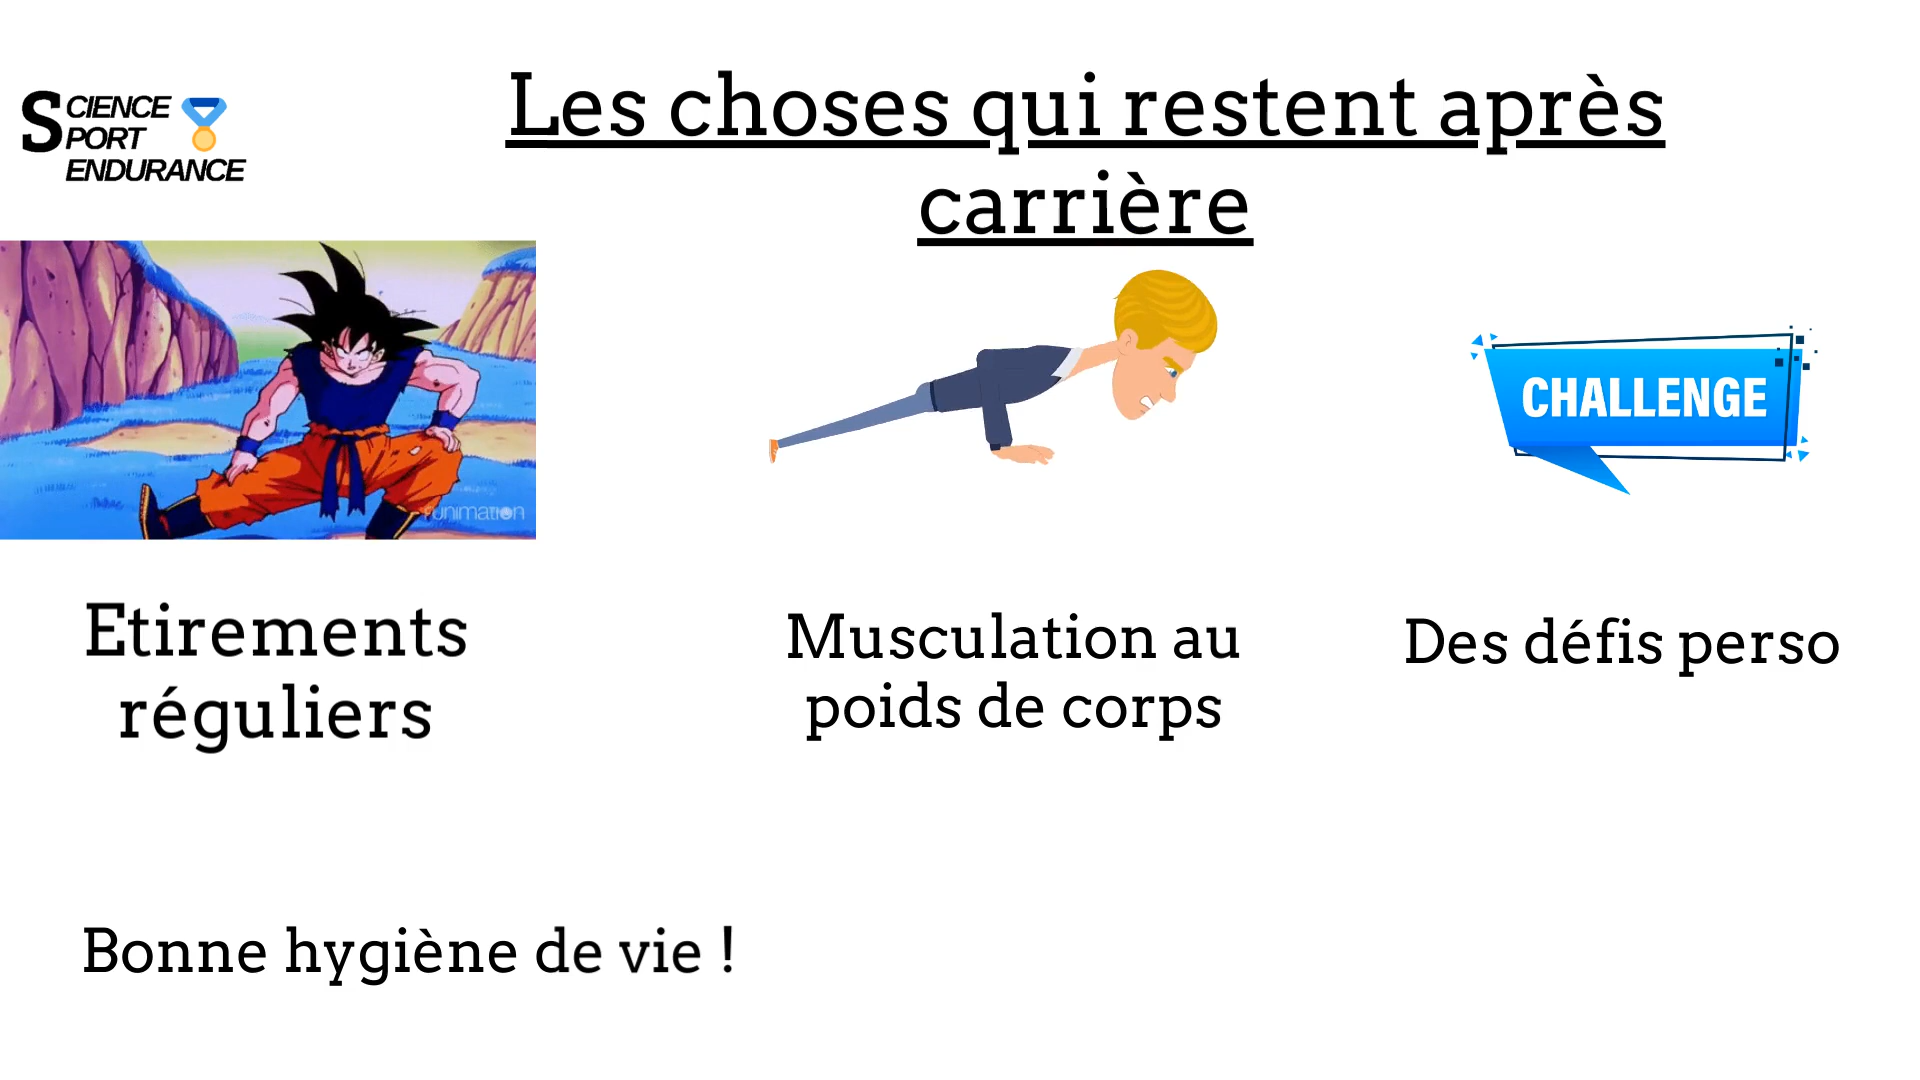 SCIENCE
SPORT
ENDURANCE
Les choses qui restent après
carrière
CHALLENGE
funimation
Etirements
réguliers
Musculation au
poids de corps
Des défis perso
Bonne hygiène de vie !